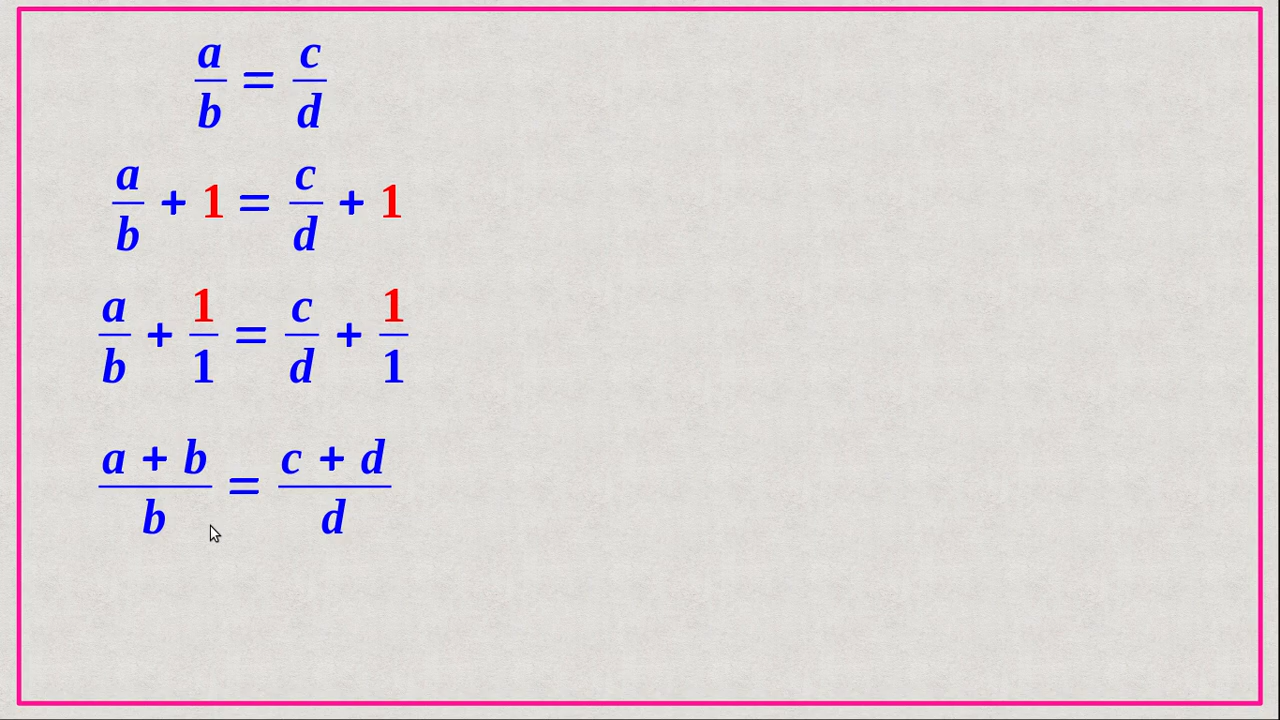 a/b = c/d
a/b + 1 = c/d + 1
a/b + 1/1 = c/d + 1/1
(a + b)/b = (c + d)/d